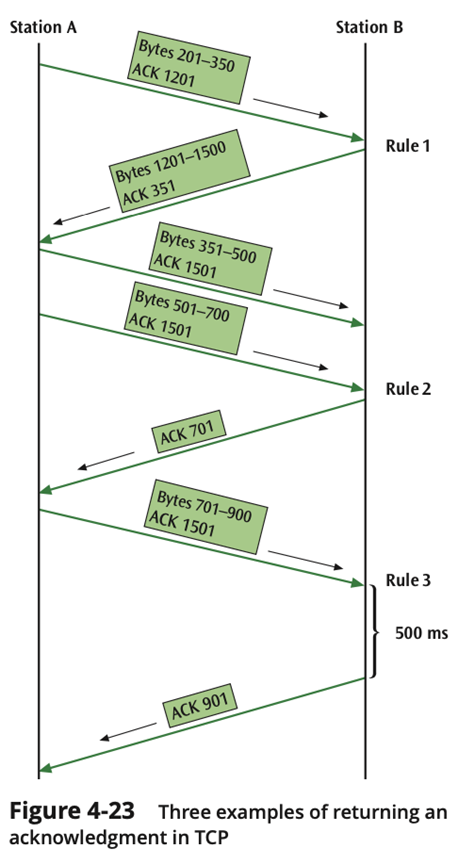 Station A
Station B
Bytes 201–350
ACK 1201
Rule 1
Bytes 1201–1500
ACK 351
Bytes 351–500
ACK 1501
Bytes 501–700
ACK 1501
Rule 2
ACK 701
Bytes 701–900
ACK 1501
Rule 3
500 ms
ACK 901
Figure 4-23 Three examples of returning an
acknowledgment in TCP